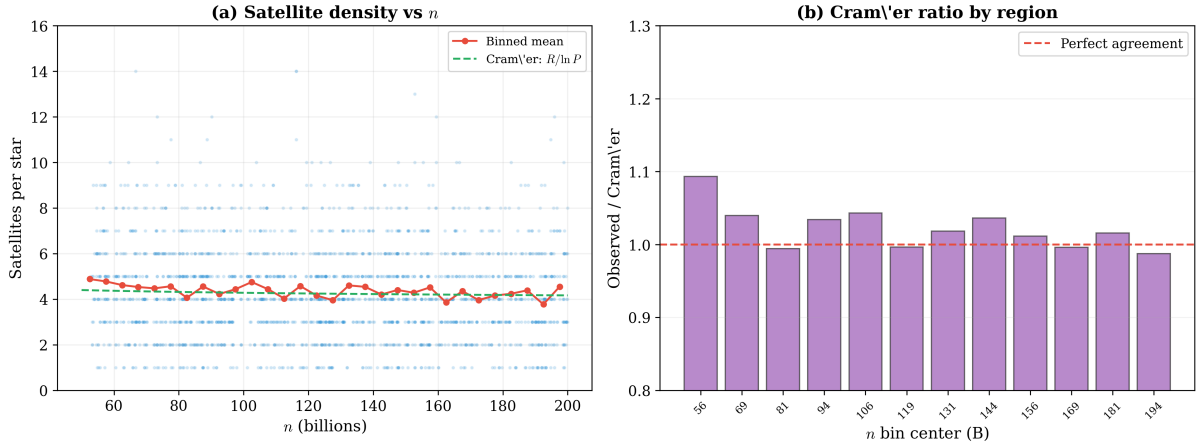 (a) Satellite density vs n
Satellites per star
16
14
12
10
8
6
4
2
0
Binned mean
Cram\'er: R/ln P
60 80 100 120 140 160 180 200
n (billions)
(b) Cram\'er ratio by region
Observed / Cram\'er
1.3
1.2
1.1
1.0
0.9
0.8
Perfect agreement
56 69 81 94 106 119 131 144 156 169 181 194
n bin center (B)